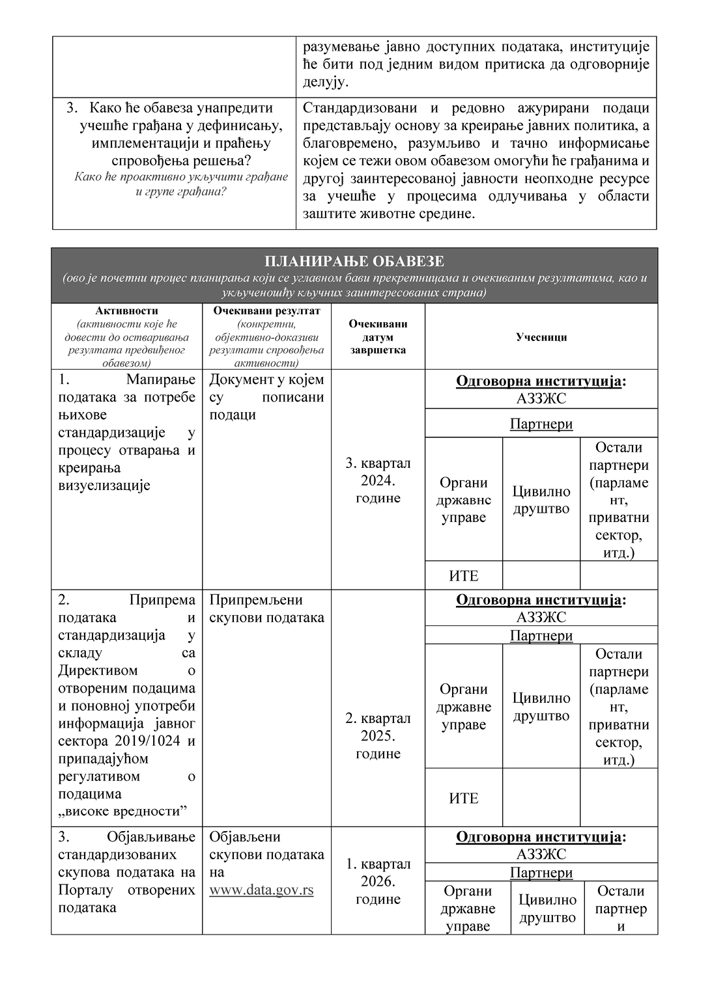 разумевање јавно доступних података, институције
ће бити под једним видом притиска да одговорније
делују.
3. Како ће обавеза унапредити
учешће грађана у дефинисању,
имплементацији и праћењу
спровођења решења?
Како ће проактивно укључити грађане
и групе грађана?
Стандардизовани и редовно ажурирани подаци
представљају основу за креирање јавних политика, а
благовремено, разумљиво и тачно информисање
којем се тежи овом обавезом омогући ће грађанима и
другој заинтересованој јавности неопходне ресурсе
за учешће у процесима одлучивања у области
заштите животне средине.
ПЛАНИРАЊЕ ОБАВЕЗЕ
(ово је почетни процес планирања који се углавном бави прекретницама и очекиваним резултатима, као и
укљученошћу кључних заинтересованих страна)
Активности
(активности које ће
довести до остваривања
резултата предвиђеног
обавезом)
Очекивани резултат
(конкретни,
објективно-доказиви
резултати спровођења
активности)
Очекивани
датум
завршетка
Учесници
1. Мапирање
података за потребе
њихове
стандардизације у
процесу отварања и
креирања
визуелизације
Документ у којем
су пописани
подаци
3. квартал
2024.
године
Одговорна институција:
АЗЗЖС
Партнери
Органи
државне
управе
Цивилно
друштво
Остали
партнери
(парламе
нт,
приватни
сектор,
итд.)
ИТЕ
2. Припрема
података и
стандардизација у
складу са
Директивом о
отвореним подацима
и поновној употреби
информација јавног
сектора 2019/1024 и
припадајућом
регулативом о
подацима
„високе вредности”
Припремљени
скупови података
2. квартал
2025.
године
Одговорна институција:
АЗЗЖС
Партнери
Органи
државне
управе
Цивилно
друштво
Остали
партнери
(парламе
нт,
приватни
сектор,
итд.)
ИТЕ
3. Објављивање
стандардизованих
скупова података на
Порталу отворених
података
Објављени
скупови података
на
www.data.gov.rs
1. квартал
2026.
године
Одговорна институција:
АЗЗЖС
Партнери
Органи
државне
управе
Цивилно
друштво
Остали
партнер
и